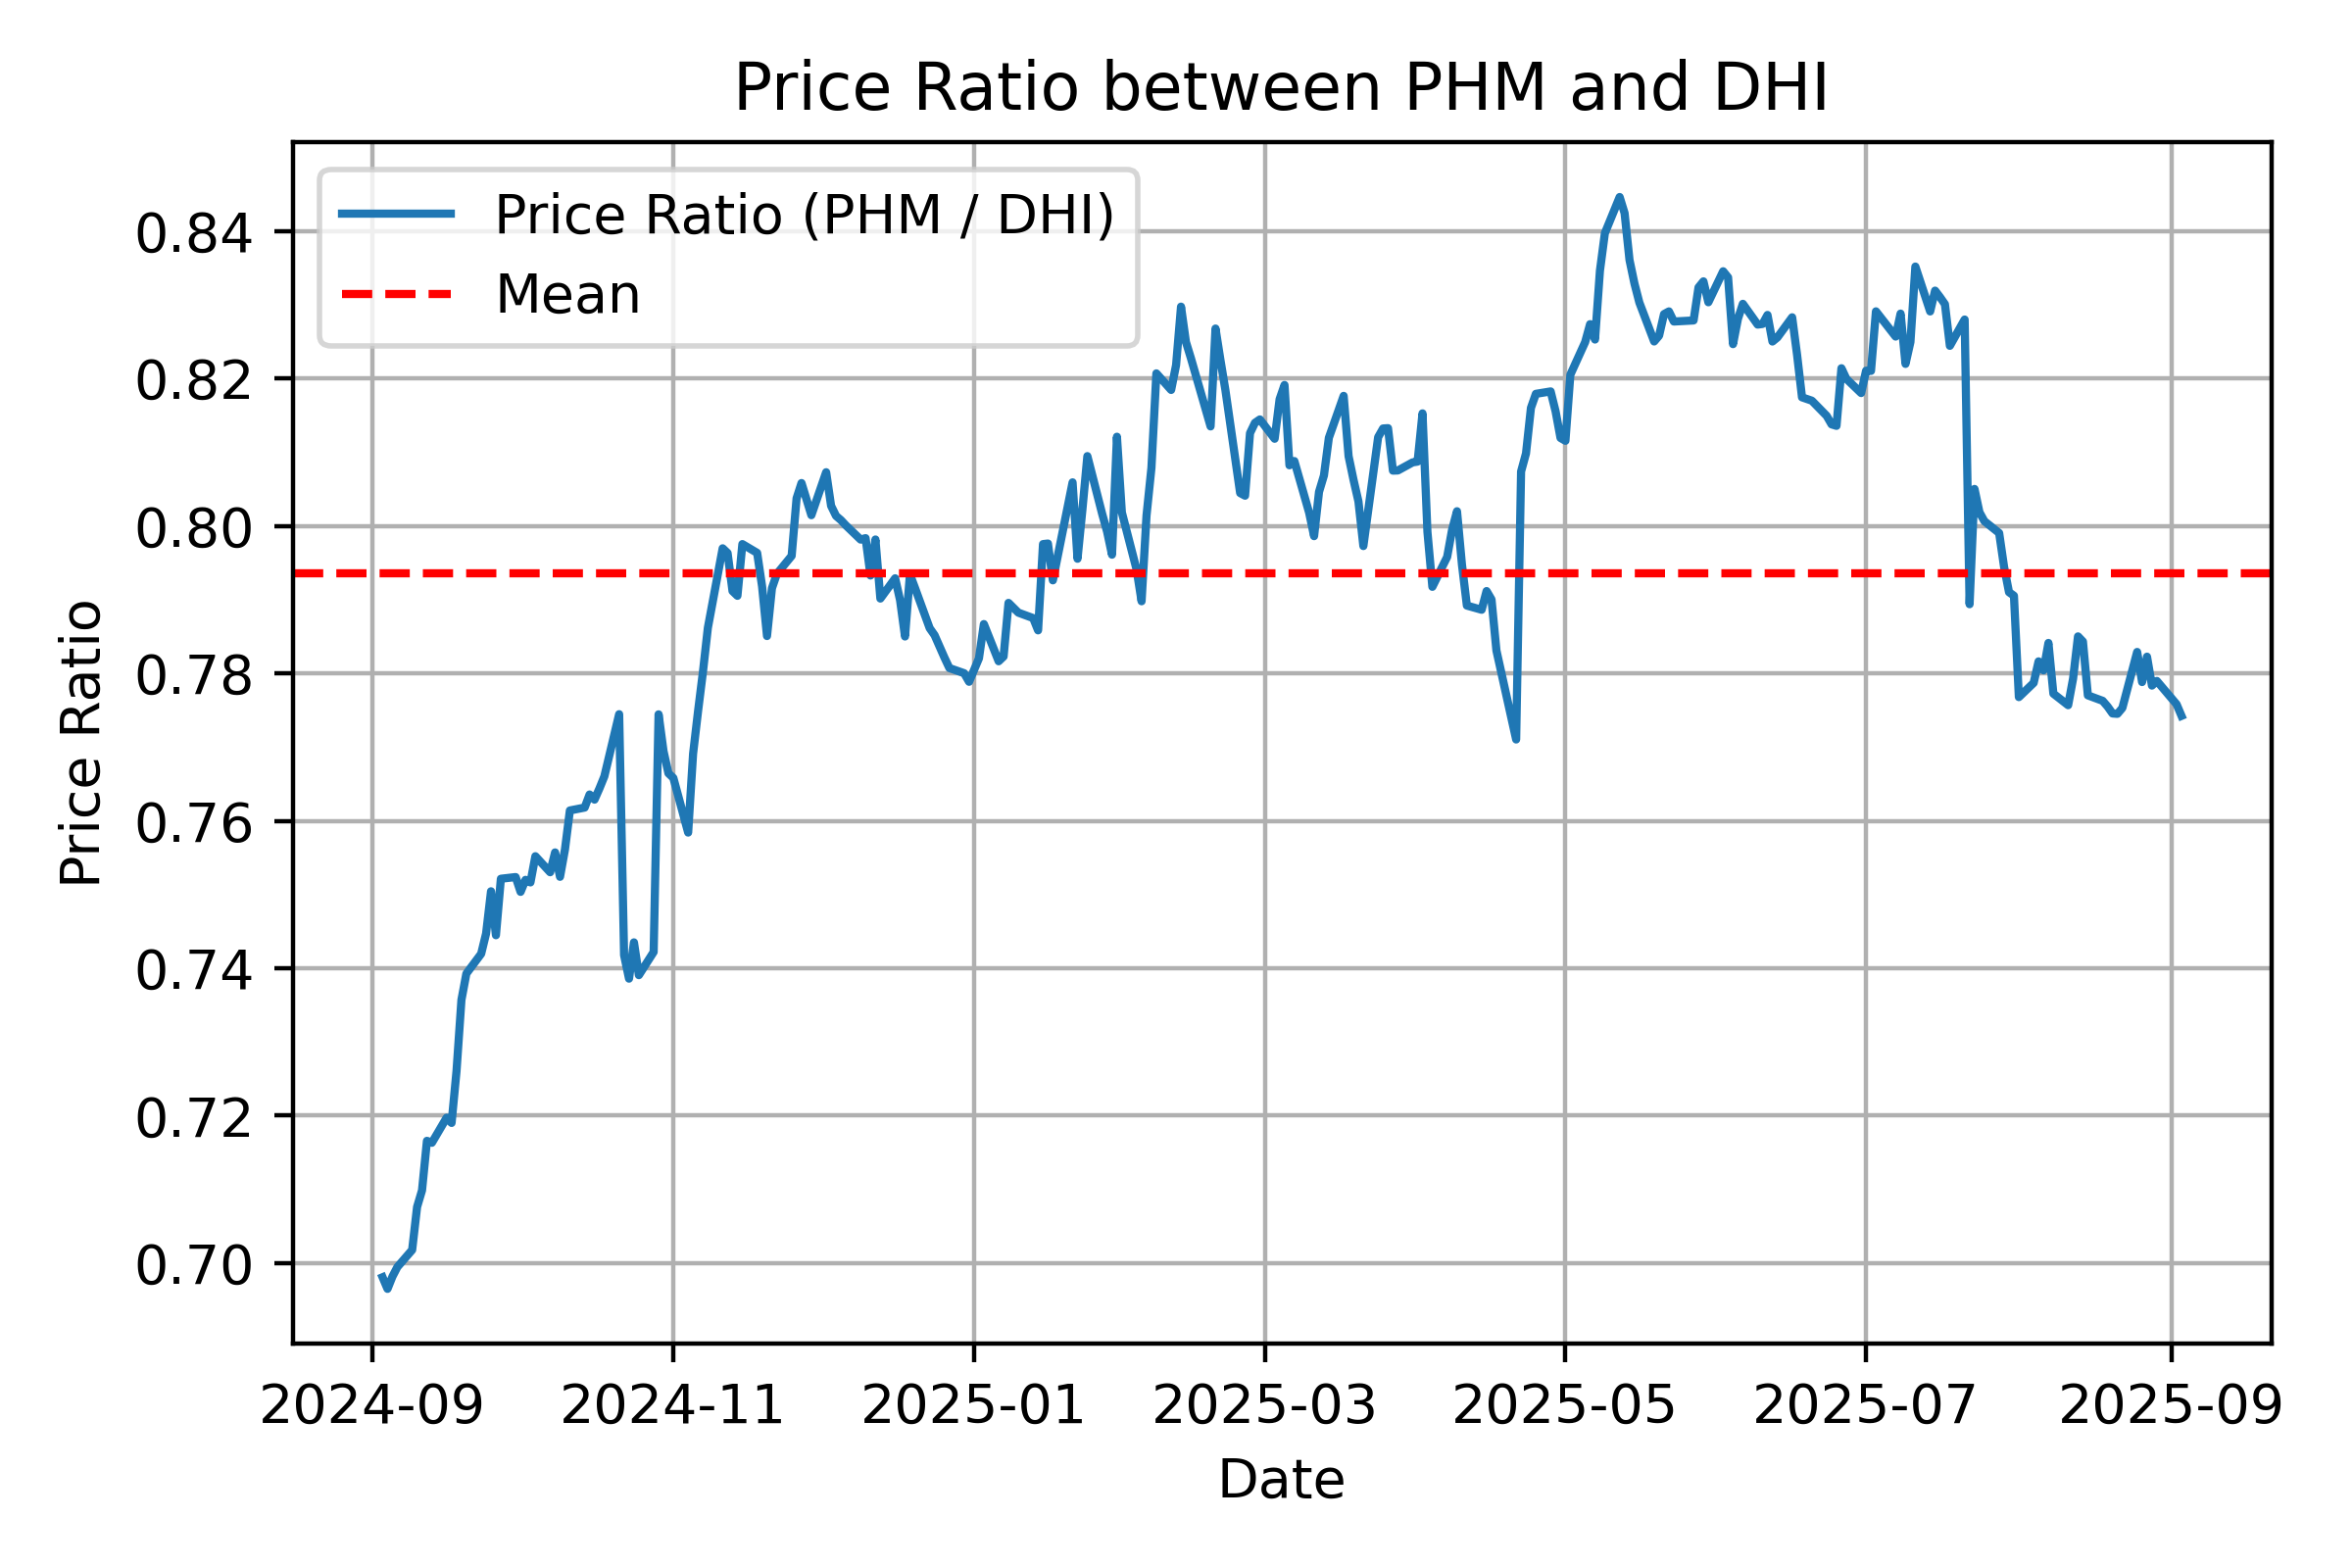 Price Ratio between PHM and DHI
Price Ratio (PHM / DHI)
Mean
Price Ratio
0.84
0.82
0.80
0.78
0.76
0.74
0.72
0.70
2024-09 2024-11 2025-01 2025-03 2025-05 2025-07 2025-09
Date